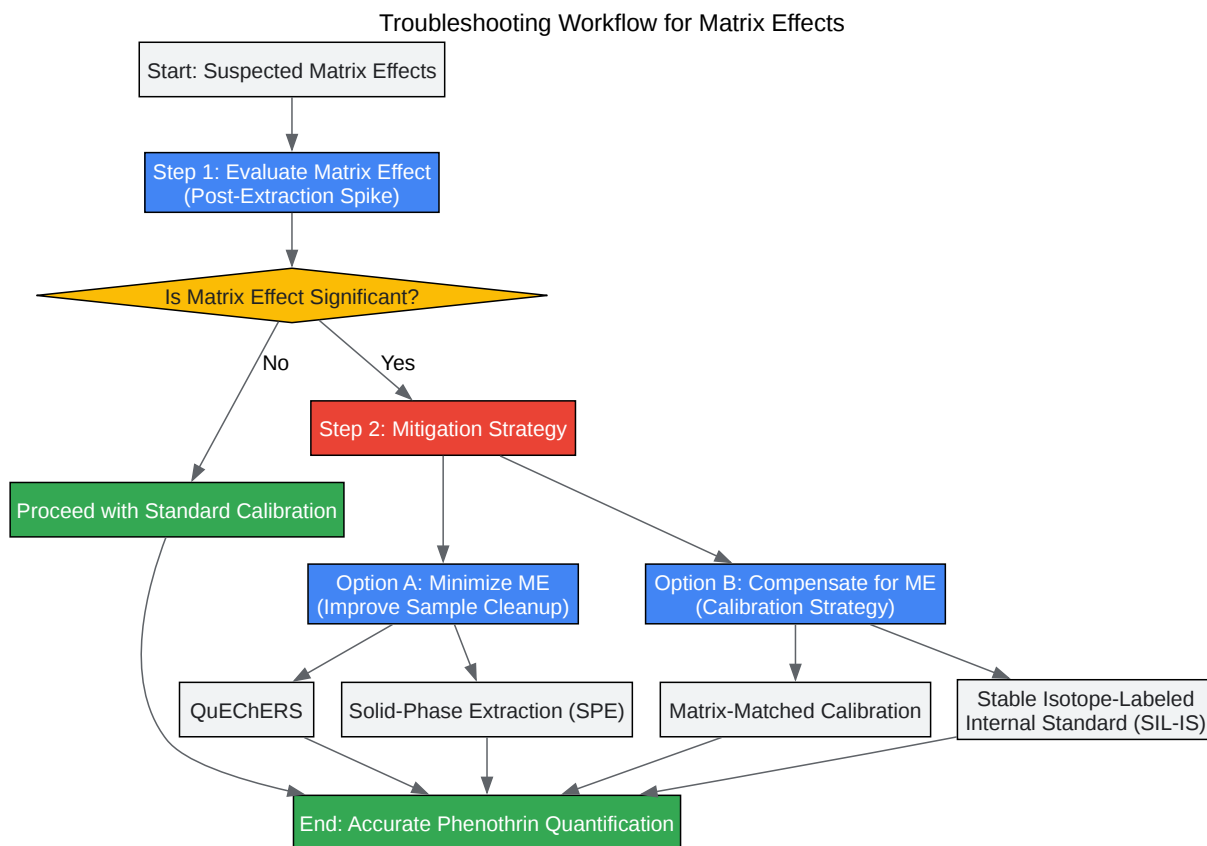 Troubleshooting Workflow for Matrix Effects
Start: Suspected Matrix Effects
Step 1: Evaluate Matrix Effect
(Post-Extraction Spike)
Is Matrix Effect Significant?
No
Yes
Step 2: Mitigation Strategy
Proceed with Standard Calibration
Option A: Minimize ME
(Improve Sample Cleanup)
Option B: Compensate for ME
(Calibration Strategy)
QuEChERS
Solid-Phase Extraction (SPE)
Matrix-Matched Calibration
Stable Isotope-Labeled
Internal Standard (SIL-IS)
End: Accurate Phenothrin Quantification